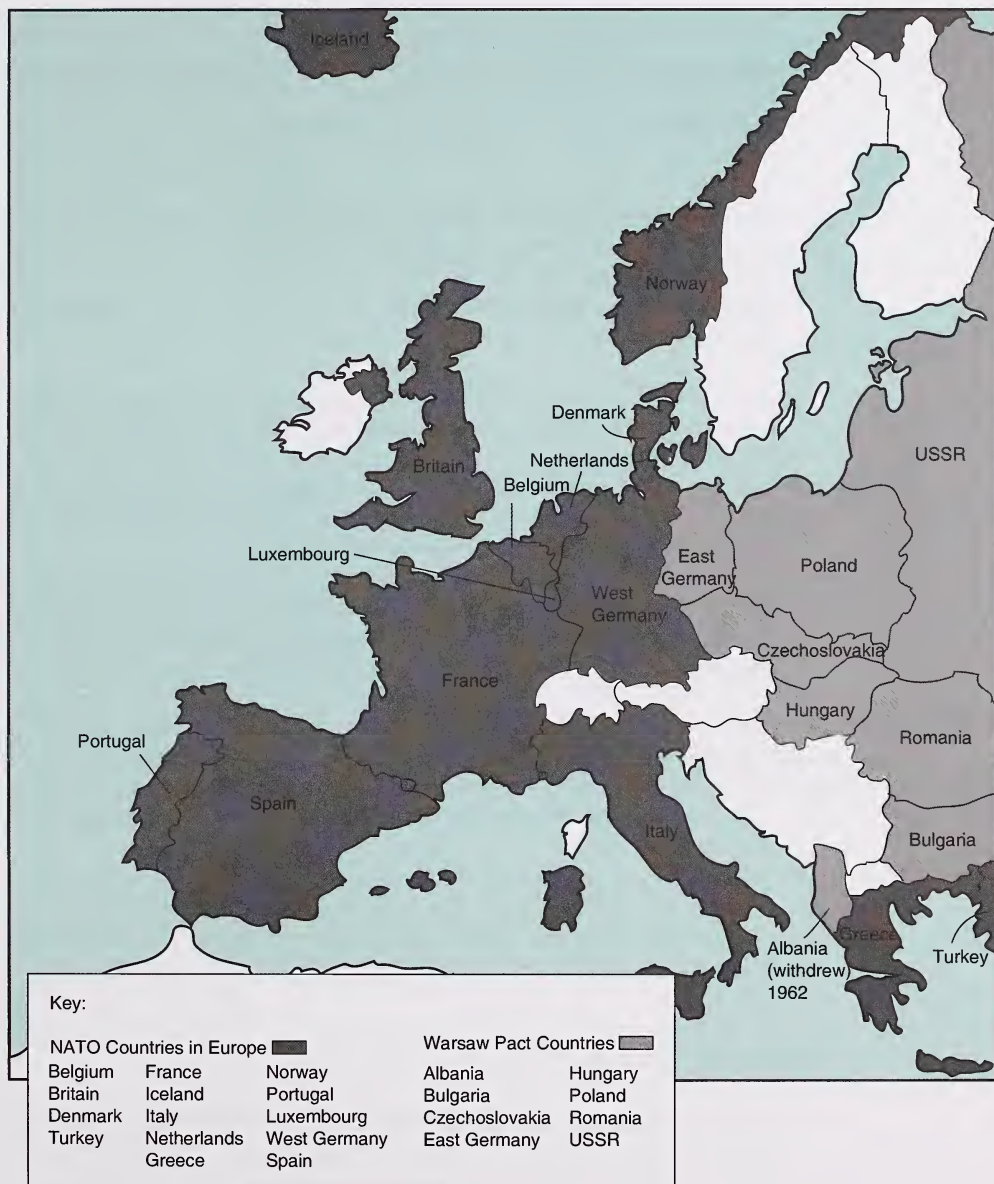 Iceland
Norway
Denmark
Netherlands
Britain
Belgium
USSR
Luxembourg
East
Germany
Poland
West
Germany
Czechoslovakia
France
Hungary
Portugal
Romania
Spain
Italy
Bulgaria
Greece
Albania
(withdrew)
1962
Turkey
Key:
NATO Countries in Europe
Belgium France Norway
Britain Iceland Portugal
Denmark Italy Luxembourg
Turkey Netherlands West Germany
Greece Spain
Warsaw Pact Countries
Albania Hungary
Bulgaria Poland
Czechoslovakia Romania
East Germany USSR